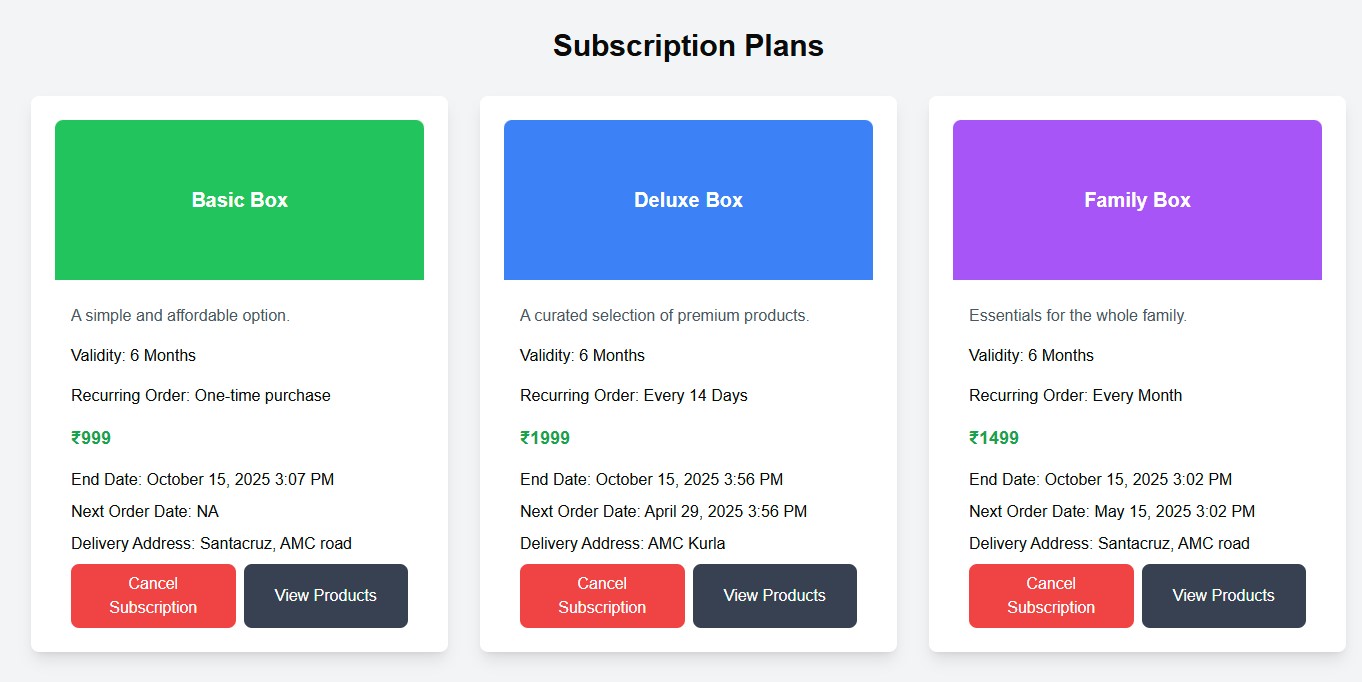 Subscription Plans
Basic Box
A simple and affordable option.
Validity: 6 Months
Recurring Order: One-time purchase
₹999
End Date: October 15, 2025 3:07 PM
Next Order Date: NA
Delivery Address: Santacruz, AMC road
Cancel
Subscription
View Products
Deluxe Box
A curated selection of premium products.
Validity: 6 Months
Recurring Order: Every 14 Days
₹1999
End Date: October 15, 2025 3:56 PM
Next Order Date: April 29, 2025 3:56 PM
Delivery Address: AMC Kurla
Cancel
Subscription
View Products
Family Box
Essentials for the whole family.
Validity: 6 Months
Recurring Order: Every Month
₹1499
End Date: October 15, 2025 3:02 PM
Next Order Date: May 15, 2025 3:02 PM
Delivery Address: Santacruz, AMC road
Cancel
Subscription
View Products